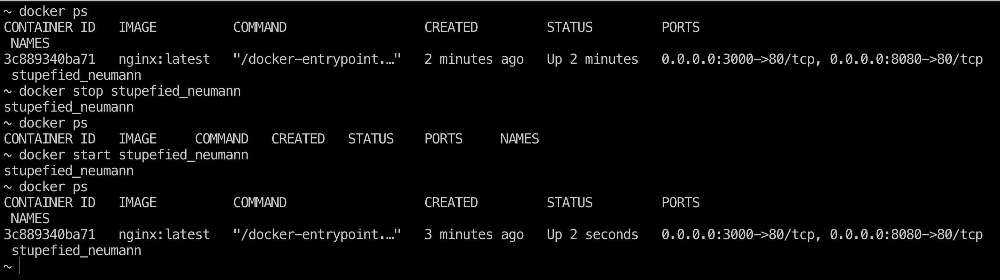 ~ docker ps
CONTAINER ID   IMAGE          COMMAND                  CREATED         STATUS         PORTS
 NAMES
3c889340ba71   nginx:latest   "/docker-entrypoint.…"   2 minutes ago   Up 2 minutes   0.0.0.0:3000->80/tcp, 0.0.0.0:8080->80/tcp
 stupefied_neumann
~ docker stop stupefied_neumann
stupefied_neumann
~ docker ps
CONTAINER ID   IMAGE     COMMAND   CREATED   STATUS    PORTS     NAMES
~ docker start stupefied_neumann
stupefied_neumann
~ docker ps
CONTAINER ID   IMAGE          COMMAND                  CREATED         STATUS         PORTS
 NAMES
3c889340ba71   nginx:latest   "/docker-entrypoint.…"   3 minutes ago   Up 2 seconds   0.0.0.0:3000->80/tcp, 0.0.0.0:8080->80/tcp
 stupefied_neumann
~